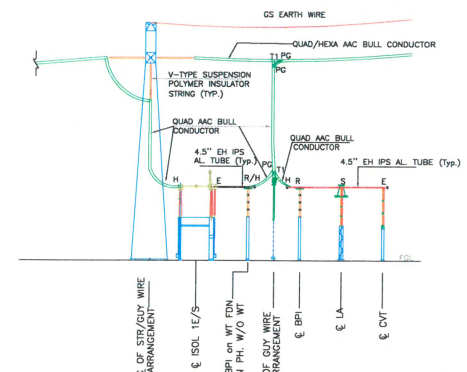 GS EARTH WIRE
QUAD/HEXA AAC BULL CONDUCTOR
T1 PG
PG
V-TYPE SUSPENSION
POLYMER INSULATOR
STRING (TYP.)
QUAD AAC BULL
CONDUCTOR
QUAD AAC BULL
CONDUCTOR
4.5" EH IPS
AL. TUBE (Typ.)
PG
T1
4.5" EH IPS AL. TUBE (Typ.)
H
E
R/H
H
R
S
E
FGL
E OF STR/GUY WIRE
ARRANGEMENT
℄ ISOL 1E/S
BPI on WT FDN
N PH. W/O WT
OF GUY WIRE
RRANGEMENT
℄ BPI
℄ LA
℄ CVT